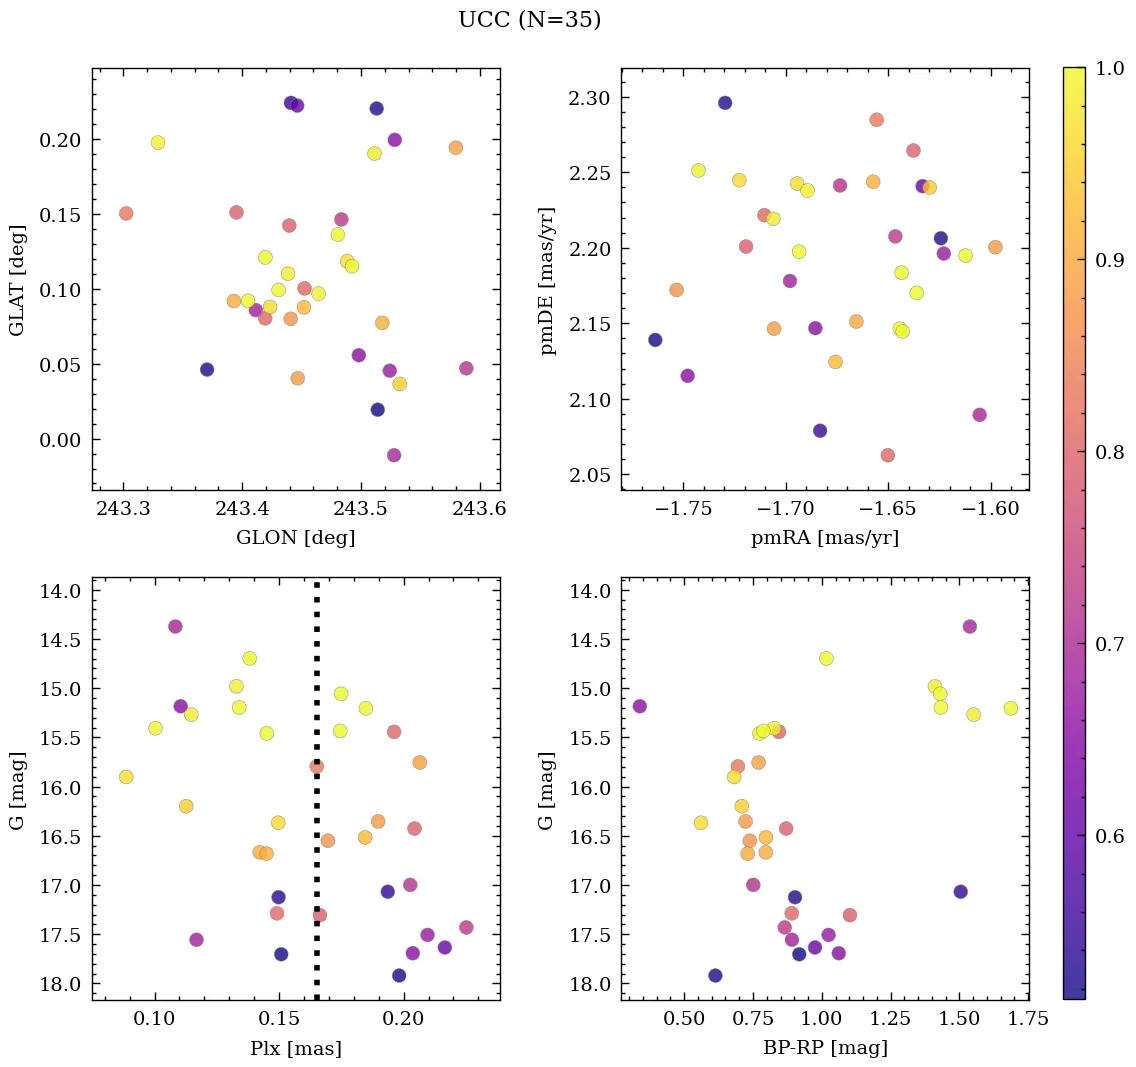 UCC (N=35)
0.20
0.15
0.10
0.05
0.00
GLAT [deg]
243.3 243.4 243.5 243.6
GLON [deg]
2.30
2.25
2.20
2.15
2.10
2.05
pmDE [mas/yr]
−1.75 −1.70 −1.65 −1.60
pmRA [mas/yr]
1.0
0.9
0.8
0.7
0.6
14.0
14.5
15.0
15.5
16.0
16.5
17.0
17.5
18.0
G [mag]
0.10 0.15 0.20
Plx [mas]
14.0
14.5
15.0
15.5
16.0
16.5
17.0
17.5
18.0
G [mag]
0.50 0.75 1.00 1.25 1.50 1.75
BP-RP [mag]